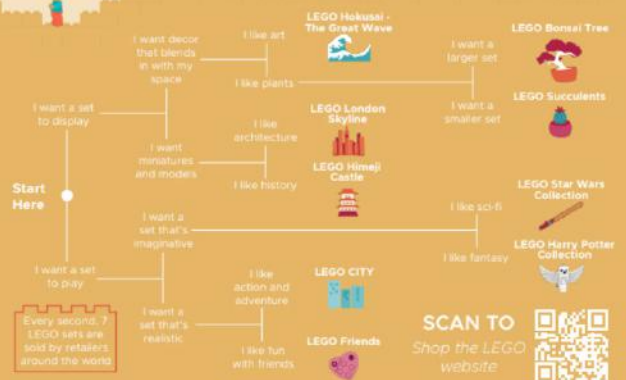 LEGO Hokusai -
The Great Wave
LEGO Bonsai Tree
I want decor
that blends
in with my
space
I like art
I like plants
I want a
larger set
I want a
smaller set
LEGO Succulents
I want a set
to display
LEGO London
Skyline
I like
architecture
I want
miniatures
and models
I like history
LEGO Himeji
Castle
Start
Here
I want a
set that's
imaginative
I like sci-fi
I like fantasy
LEGO Star Wars
Collection
LEGO Harry Potter
Collection
I want a set
to play
I want a
set that's
realistic
I like
action and
adventure
I like fun
with friends
LEGO CITY
LEGO Friends
Every second, 7
LEGO sets are
sold by retailers
around the world
SCAN TO
Shop the LEGO
website